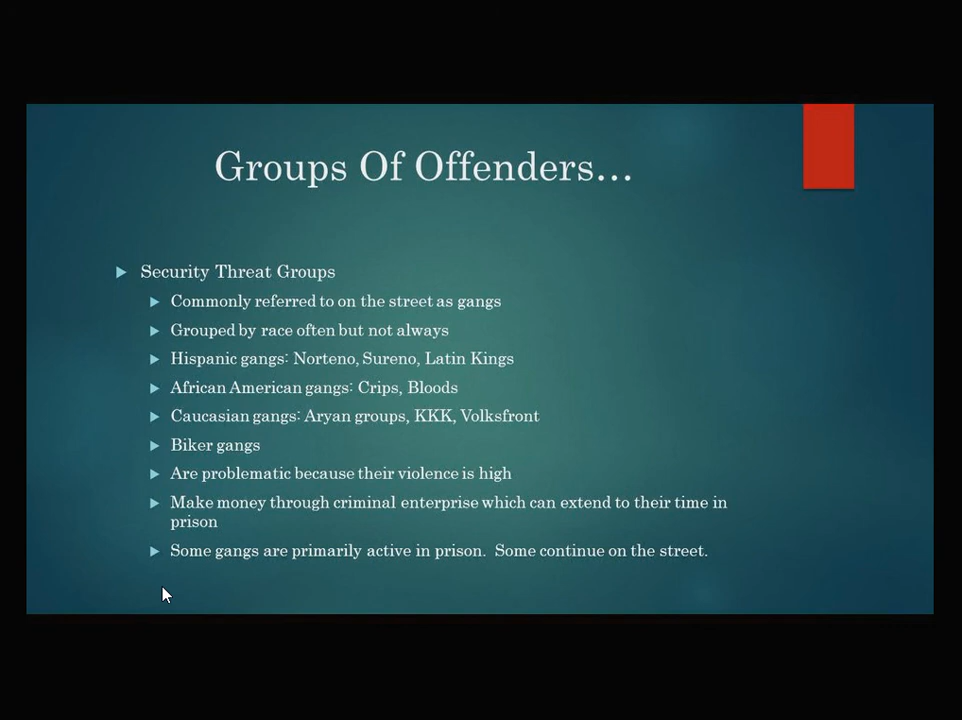 Groups Of Offenders...
Security Threat Groups
Commonly referred to on the street as gangs
Grouped by race often but not always
Hispanic gangs: Norteno, Sureno, Latin Kings
African American gangs: Crips, Bloods
Caucasian gangs: Aryan groups, KKK, Volksfront
Biker gangs
Are problematic because their violence is high
Make money through criminal enterprise which can extend to their time in
prison
Some gangs are primarily active in prison.  Some continue on the street.